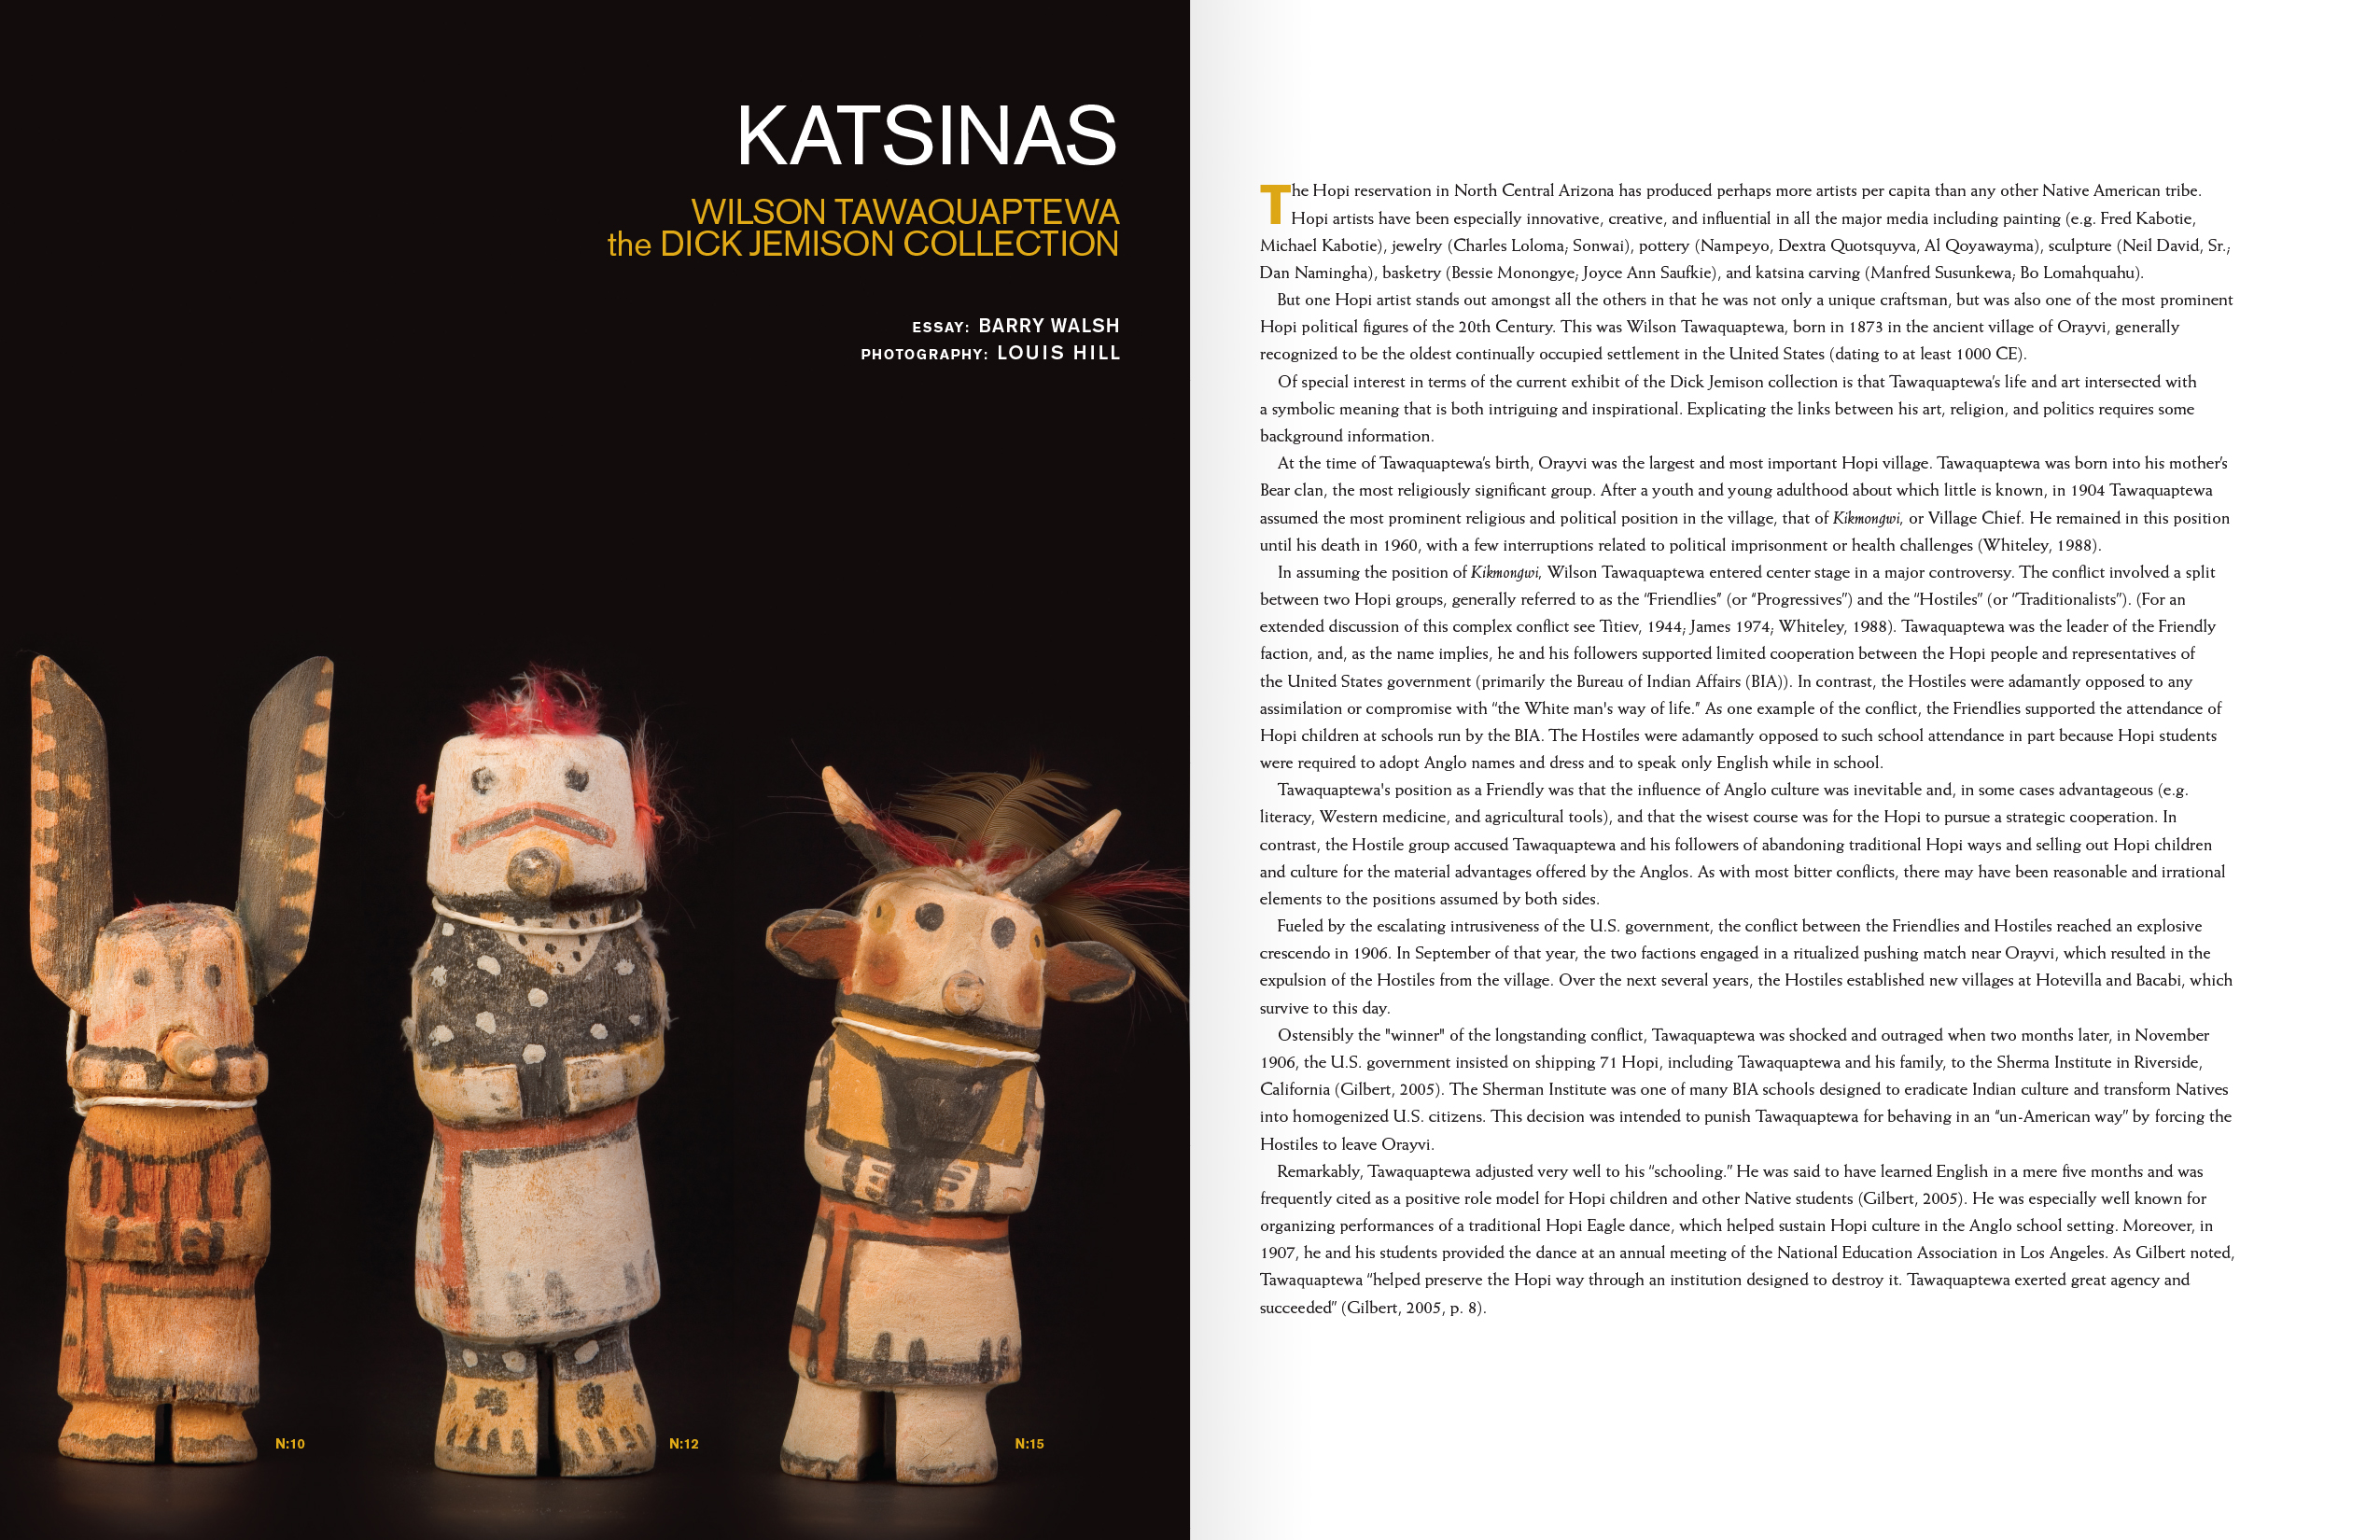 KATSINAS
WILSON TAWAQUAPTEWA
the DICK JEMISON COLLECTION
ESSAY: BARRY WALSH
PHOTOGRAPHY: LOUIS HILL
N:10
N:12
N:15
The Hopi reservation in North Central Arizona has produced perhaps more artists per capita than any other Native American tribe.
Hopi artists have been especially innovative, creative, and influential in all the major media including painting (e.g. Fred Kabotie,
Michael Kabotie), jewelry (Charles Loloma; Sonwai), pottery (Nampeyo, Dextra Quotsquyva, Al Qoyawayma), sculpture (Neil David, Sr.;
Dan Namingha), basketry (Bessie Monongye; Joyce Ann Saufkie), and katsina carving (Manfred Susunkewa; Bo Lomahquahu).
But one Hopi artist stands out amongst all the others in that he was not only a unique craftsman, but was also one of the most prominent
Hopi political figures of the 20th Century. This was Wilson Tawaquaptewa, born in 1873 in the ancient village of Orayvi, generally
recognized to be the oldest continually occupied settlement in the United States (dating to at least 1000 CE).
Of special interest in terms of the current exhibit of the Dick Jemison collection is that Tawaquaptewa's life and art intersected with
a symbolic meaning that is both intriguing and inspirational. Explicating the links between his art, religion, and politics requires some
background information.
At the time of Tawaquaptewa's birth, Orayvi was the largest and most important Hopi village. Tawaquaptewa was born into his mother's
Bear clan, the most religiously significant group. After a youth and young adulthood about which little is known, in 1904 Tawaquaptewa
assumed the most prominent religious and political position in the village, that of Kikmongwi, or Village Chief. He remained in this position
until his death in 1960, with a few interruptions related to political imprisonment or health challenges (Whiteley, 1988).
In assuming the position of Kikmongwi, Wilson Tawaquaptewa entered center stage in a major controversy. The conflict involved a split
between two Hopi groups, generally referred to as the "Friendlies" (or "Progressives") and the "Hostiles" (or "Traditionalists"). (For an
extended discussion of this complex conflict see Titiev, 1944; James 1974; Whiteley, 1988). Tawaquaptewa was the leader of the Friendly
faction, and, as the name implies, he and his followers supported limited cooperation between the Hopi people and representatives of
the United States government (primarily the Bureau of Indian Affairs (BIA)). In contrast, the Hostiles were adamantly opposed to any
assimilation or compromise with "the White man's way of life." As one example of the conflict, the Friendlies supported the attendance of
Hopi children at schools run by the BIA. The Hostiles were adamantly opposed to such school attendance in part because Hopi students
were required to adopt Anglo names and dress and to speak only English while in school.
Tawaquaptewa's position as a Friendly was that the influence of Anglo culture was inevitable and, in some cases advantageous (e.g.
literacy, Western medicine, and agricultural tools), and that the wisest course was for the Hopi to pursue a strategic cooperation. In
contrast, the Hostile group accused Tawaquaptewa and his followers of abandoning traditional Hopi ways and selling out Hopi children
and culture for the material advantages offered by the Anglos. As with most bitter conflicts, there may have been reasonable and irrational
elements to the positions assumed by both sides.
Fueled by the escalating intrusiveness of the U.S. government, the conflict between the Friendlies and Hostiles reached an explosive
crescendo in 1906. In September of that year, the two factions engaged in a ritualized pushing match near Orayvi, which resulted in the
expulsion of the Hostiles from the village. Over the next several years, the Hostiles established new villages at Hotevilla and Bacabi, which
survive to this day.
Ostensibly the "winner" of the longstanding conflict, Tawaquaptewa was shocked and outraged when two months later, in November
1906, the U.S. government insisted on shipping 71 Hopi, including Tawaquaptewa and his family, to the Sherma Institute in Riverside,
California (Gilbert, 2005). The Sherman Institute was one of many BIA schools designed to eradicate Indian culture and transform Natives
into homogenized U.S. citizens. This decision was intended to punish Tawaquaptewa for behaving in an "un-American way" by forcing the
Hostiles to leave Orayvi.
Remarkably, Tawaquaptewa adjusted very well to his "schooling." He was said to have learned English in a mere five months and was
frequently cited as a positive role model for Hopi children and other Native students (Gilbert, 2005). He was especially well known for
organizing performances of a traditional Hopi Eagle dance, which helped sustain Hopi culture in the Anglo school setting. Moreover, in
1907, he and his students provided the dance at an annual meeting of the National Education Association in Los Angeles. As Gilbert noted,
Tawaquaptewa "helped preserve the Hopi way through an institution designed to destroy it. Tawaquaptewa exerted great agency and
succeeded" (Gilbert, 2005, p. 8).